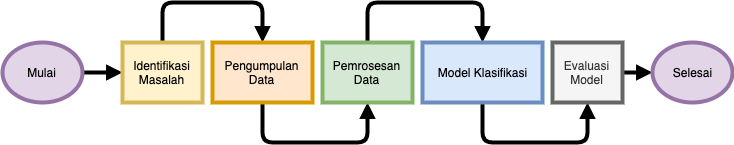 Mulai
Identifikasi
Masalah
Pengumpulan
Data
Pemrosesan
Data
Model Klasifikasi
Evaluasi
Model
Selesai